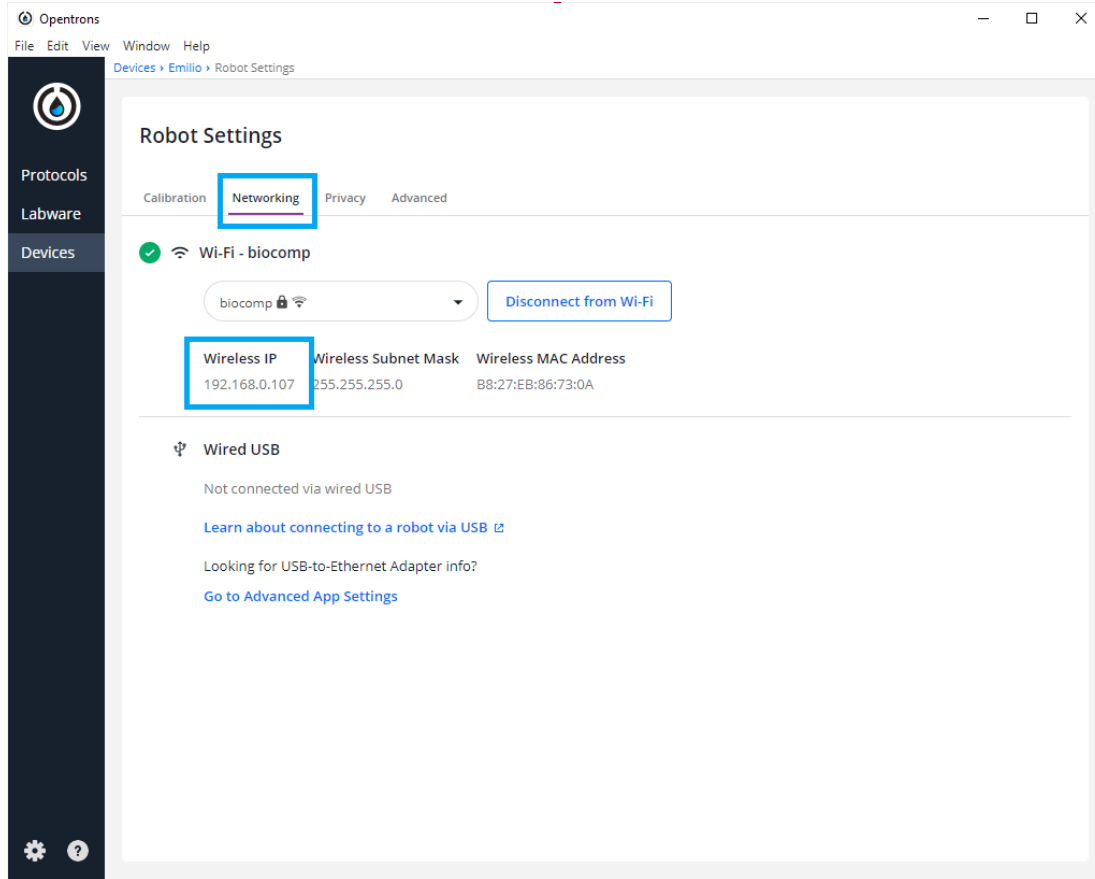 Opentrons
File Edit View Window Help
Devices › Emilio › Robot Settings
Robot Settings
Protocols
Labware
Devices
Calibration Networking Privacy Advanced
Wi-Fi - biocomp
biocomp Disconnect from Wi-Fi
Wireless IP Wireless Subnet Mask Wireless MAC Address
192.168.0.107 255.255.255.0 B8:27:EB:86:73:0A
Wired USB
Not connected via wired USB
Learn about connecting to a robot via USB
Looking for USB-to-Ethernet Adapter info?
Go to Advanced App Settings